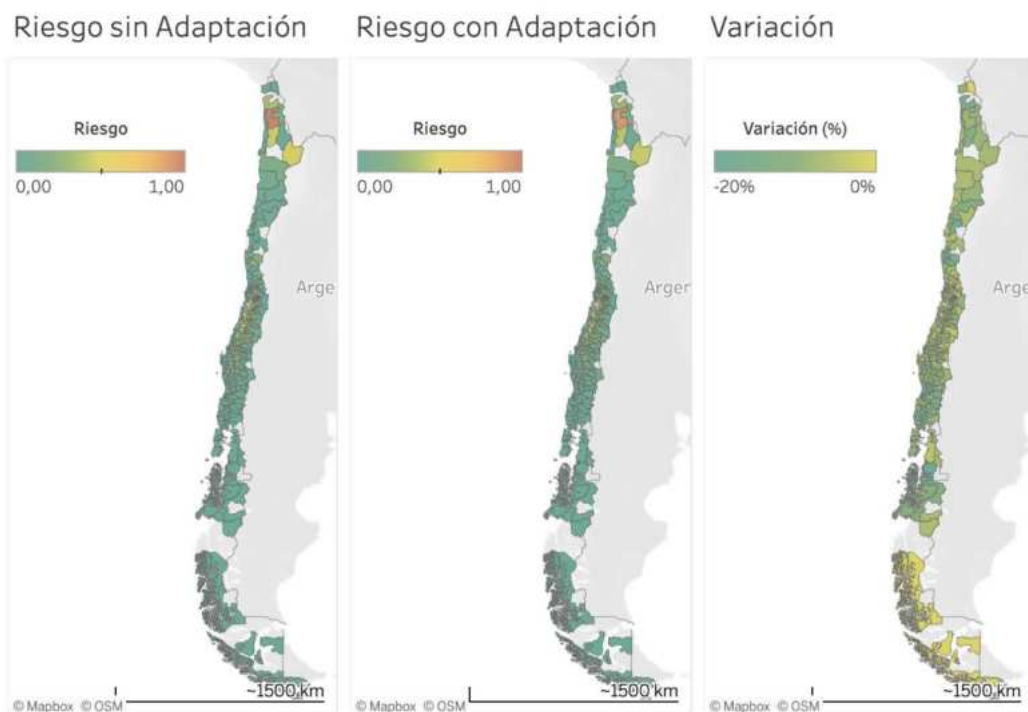 Riesgo sin Adaptación
Riesgo
0,00 1,00
Arge
~1500 km
© Mapbox © OSM
Riesgo con Adaptación
Riesgo
0,00 1,00
Arger
~1500 km
© Mapbox © OSM
Variación
Variación (%)
-20% 0%
Arge
~1500 km
© Mapbox © OSM